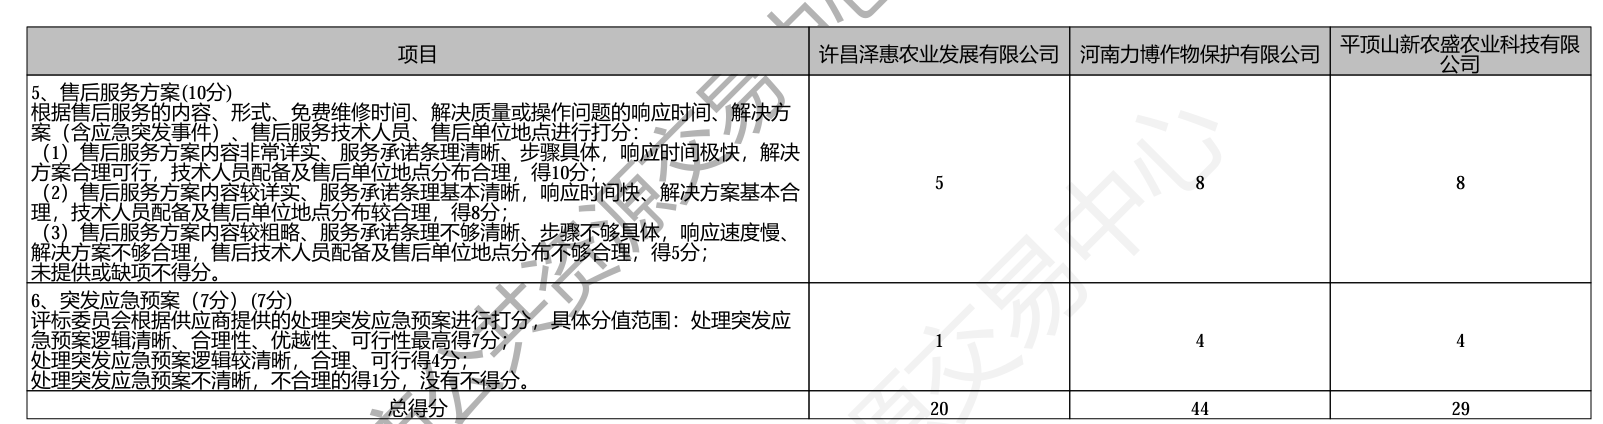 项目
许昌泽惠农业发展有限公司
河南力博作物保护有限公司
平顶山新农盛农业科技有限
公司
5、售后服务方案(10分)
根据售后服务的内容、形式、免费维修时间、解决质量或操作问题的响应时间、解决方
案（含应急突发事件）、售后服务技术人员、售后单位地点进行打分：
（1）售后服务方案内容非常详实、服务承诺条理清晰、步骤具体，响应时间极快，解决
方案合理可行，技术人员配备及售后单位地点分布合理，得10分；
（2）售后服务方案内容较详实、服务承诺条理基本清晰，响应时间快、解决方案基本合
理，技术人员配备及售后单位地点分布较合理，得8分；
（3）售后服务方案内容较粗略、服务承诺条理不够清晰、步骤不够具体，响应速度慢、
解决方案不够合理，售后技术人员配备及售后单位地点分布不够合理，得5分；
未提供或缺项不得分。
5
8
8
6、突发应急预案（7分）(7分)
评标委员会根据供应商提供的处理突发应急预案进行打分，具体分值范围：处理突发应
急预案逻辑清晰、合理性、优越性、可行性最高得7分；
处理突发应急预案逻辑较清晰，合理、可行得4分；
处理突发应急预案不清晰，不合理的得1分，没有不得分。
1
4
4
总得分
20
44
29
公共资源交易中心
资源交易中心